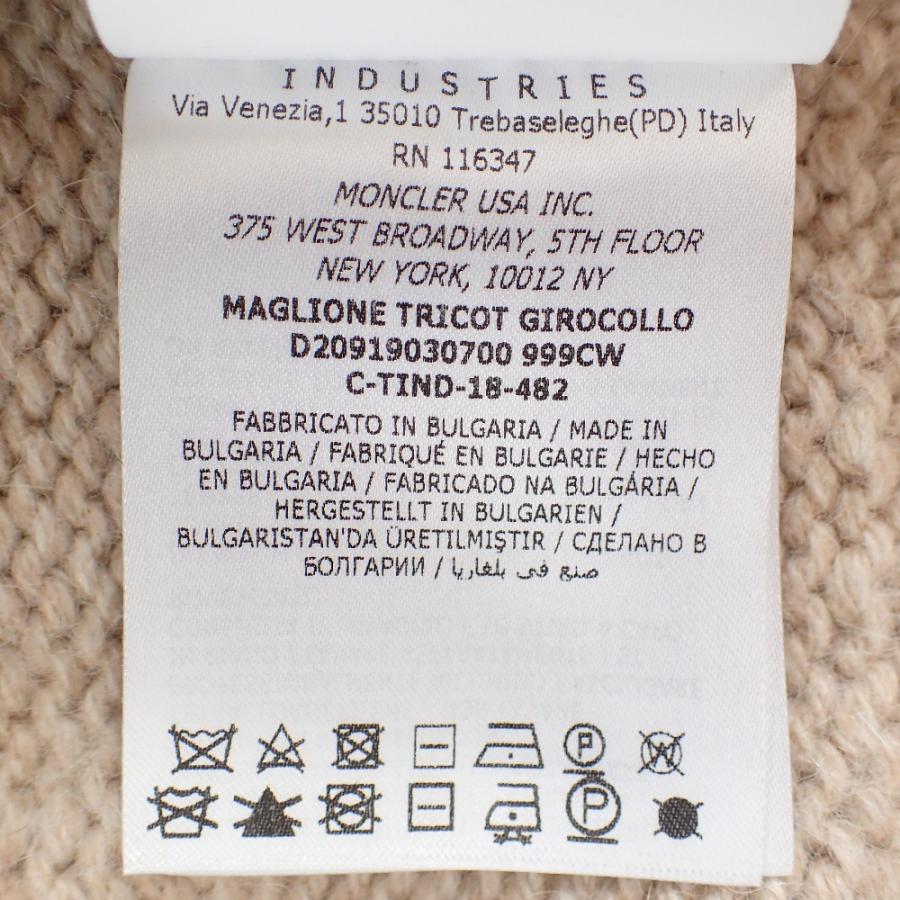 INDUSTRIES
Via Venezia,1 35010 Trebaseleghe(PD) Italy
RN 116347
MONCLER USA INC.
375 WEST BROADWAY, 5TH FLOOR
NEW YORK, 10012 NY
MAGLIONE TRICOT GIROCOLLO
D20919030700 999CW
C-TIND-18-482
FABBRICATO IN BULGARIA / MADE IN
BULGARIA / FABRIQUÉ EN BULGARIE / HECHO
EN BULGARIA / FABRICADO NA BULGÁRIA /
HERGESTELLT IN BULGARIEN /
BULGARISTAN'DA ÜRETILMIŞTIR / СДЕЛАНО В
БОЛГАРИИ / صنع في بلغاريا
P W
P